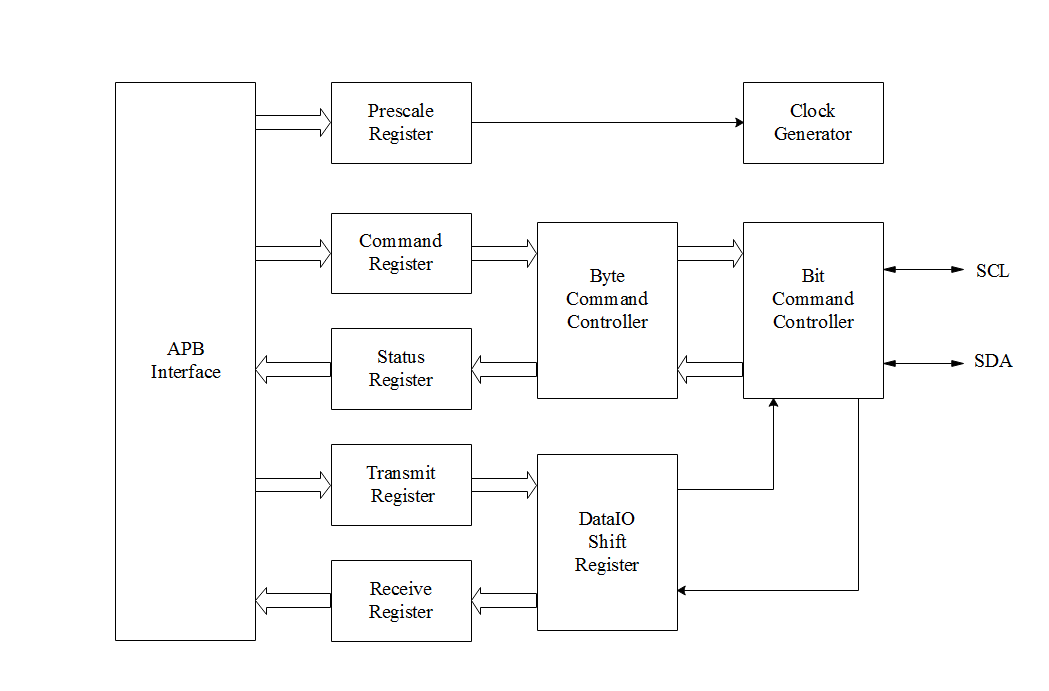 Prescale
Register
Clock
Generator
Command
Register
Byte
Command
Controller
Bit
Command
Controller
SCL
SDA
APB
Interface
Status
Register
Transmit
Register
DataIO
Shift
Register
Receive
Register